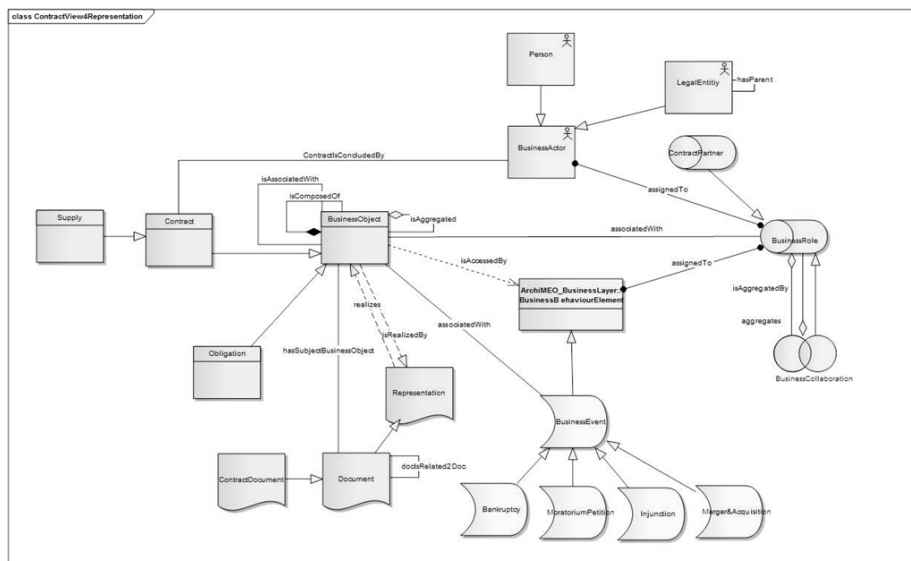 class ContractView4Representation
Person
LegalEntitiy
hasParent
ContractIsConcludedBy
BusinessActor
ContractPartner
isAssociatedWith
assignedTo
isComposedOf
Supply
Contract
BusinessObject
isAggregated
associatedWith
BusinessRole
isAccessedBy
assignedTo
ArchiMEO_BusinessLayer::
BusinessB ehaviourElement
isAggregatedBy
realizes
associatedWith
aggregates
isRealizedBy
Obligation
hasSubjectBusinessObject
BusinessCollaboration
Representation
BusinessEvent
docIsRelated2Doc
ContractDocument
Document
Bankruptcy
MoratoriumPetition
Injunction
Merger&Acquisition